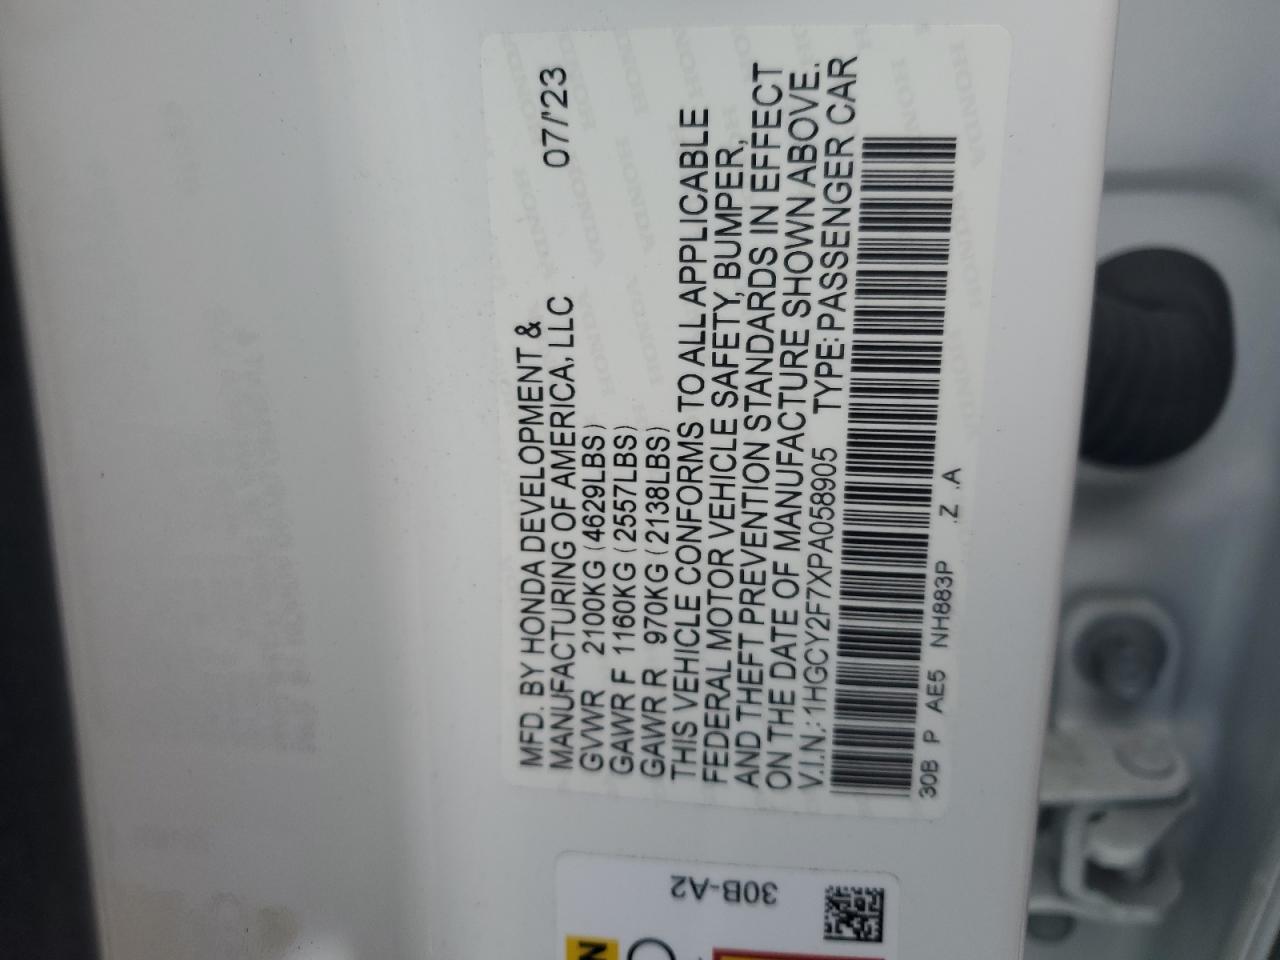 MFD. BY HONDA DEVELOPMENT &
MANUFACTURING OF AMERICA, LLC 07/'23
GVWR 2100KG (4629LBS)
GAWR F 1160KG (2557LBS)
GAWR R 970KG (2138LBS)
THIS VEHICLE CONFORMS TO ALL APPLICABLE
FEDERAL MOTOR VEHICLE SAFETY, BUMPER,
AND THEFT PREVENTION STANDARDS IN EFFECT
ON THE DATE OF MANUFACTURE SHOWN ABOVE.
V.I.N.: 1HGCY2F7XPA058905 TYPE: PASSENGER CAR
30B P AE5 NH883P .Z .A
30B-A2